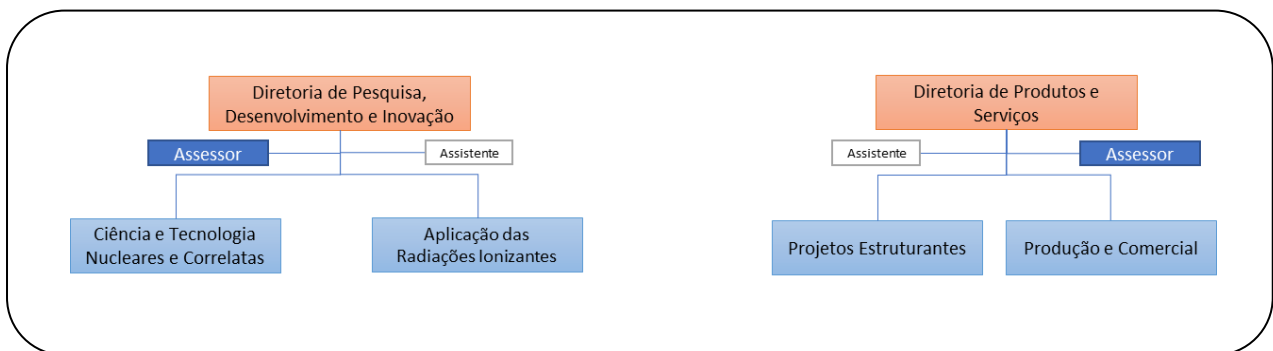 Diretoria de Pesquisa,
Desenvolvimento e Inovação
Assessor
Assistente
Ciência e Tecnologia
Nucleares e Correlatas
Aplicação das
Radiações Ionizantes
Diretoria de Produtos e
Serviços
Assistente
Assessor
Projetos Estruturantes
Produção e Comercial